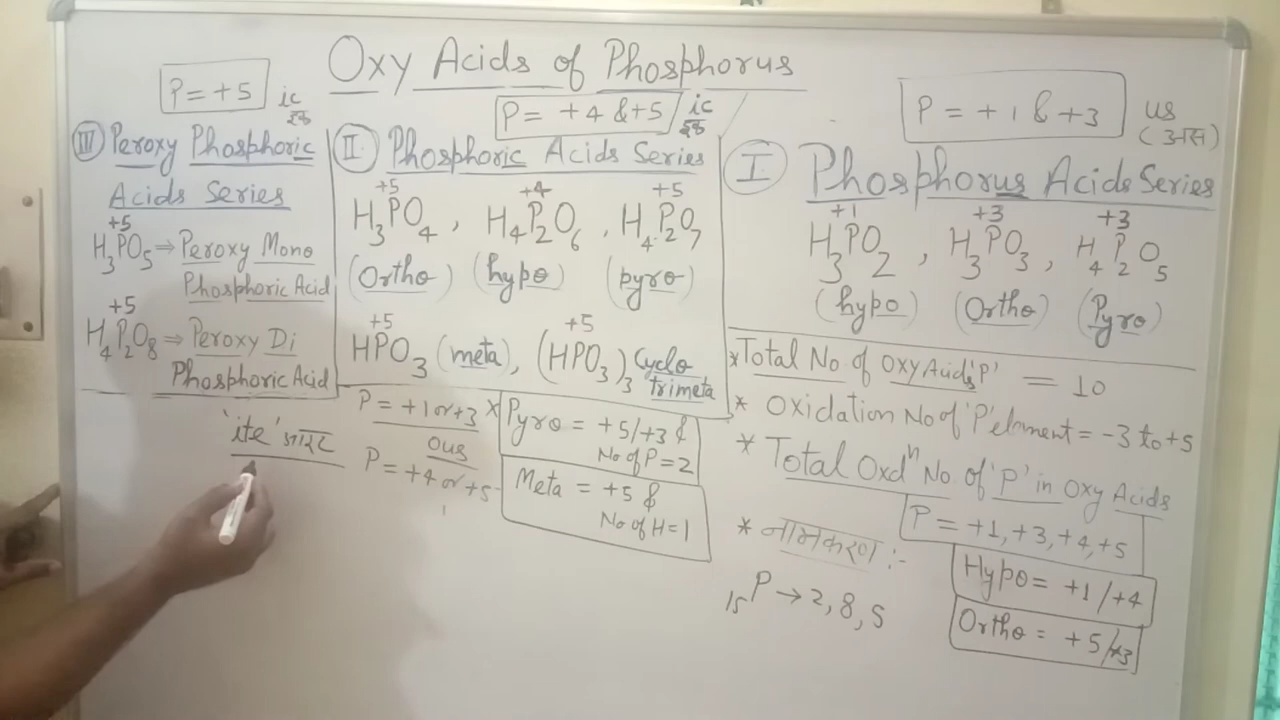 Oxy Acids of Phosphorus
P = +5 ic
III Peroxy Phosphoric
Acids Series
+5
H3PO5 ⇒ Peroxy Mono
Phosphoric Acid
+5
H4P2O8 ⇒ Peroxy Di
Phosphoric Acid
P = +4 & +5 ic
II Phosphoric Acids Series
+5 +4 +5
H3PO4, H4P2O6, H4P2O7
(Ortho) (hypo) (pyro)
+5 +5
HPO3 (meta), (HPO3)3 Cyclo
trimeta
P = +1 & +3 us
(अस)
I Phosphorus Acids Series
+1 +3 +3
H3PO2, H3PO3, H4P2O5
(hypo) (Ortho) (Pyro)
* Total No of Oxy Acids 'P' = 10
* Oxidation No of 'P' elament = -3 to +5
* Total Oxdn No. of 'P' in Oxy Acids
P = +1, +3, +4, +5
* नामकरण :-
Hypo = +1/+4
Ortho = +5/+3
15P → 2, 8, 5
'ite'
P = +1 or +3 x
ous
P = +4 or +5
Pyro = +5/+3 &
No of P = 2
Meta = +5 &
No of H = 1